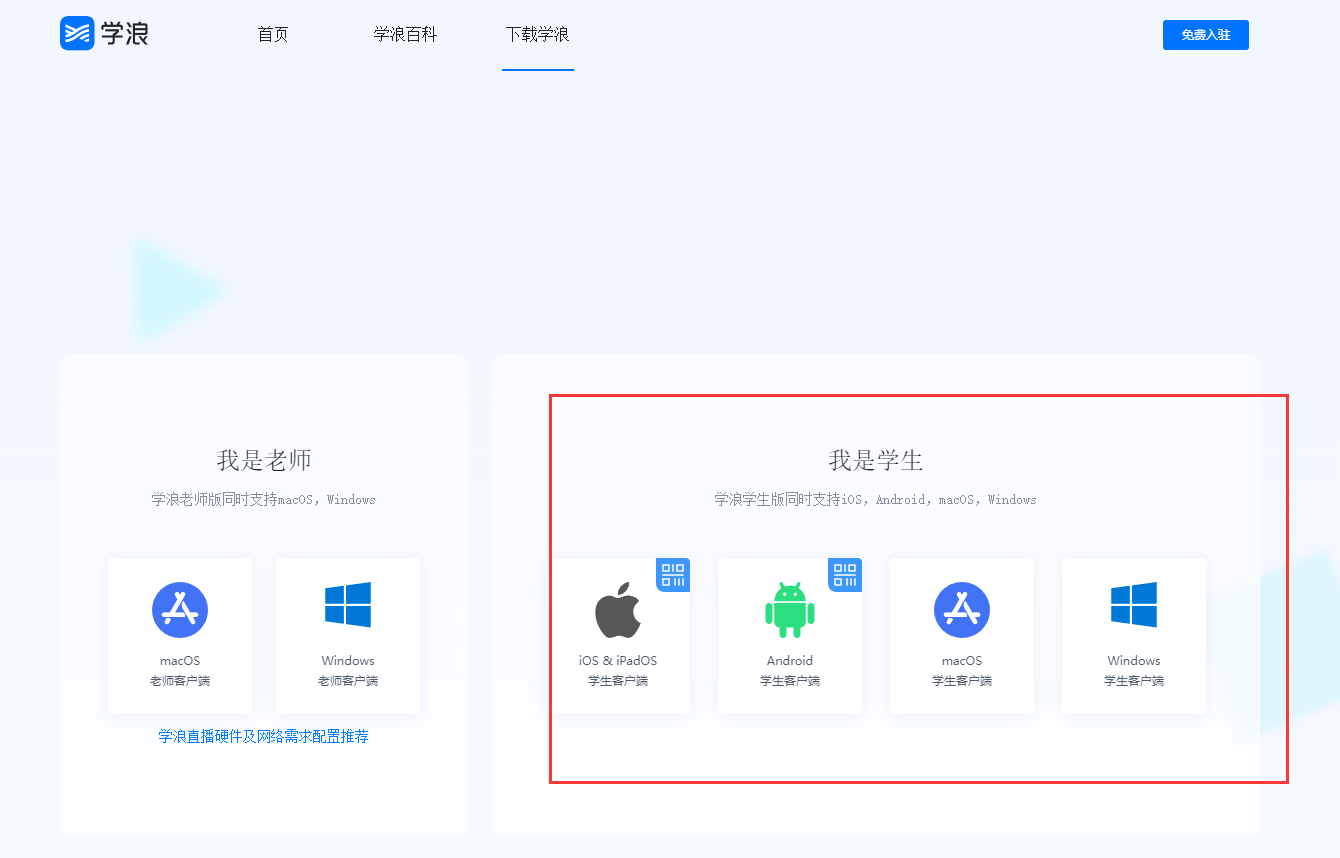 学浪
首页
学浪百科
下载学浪
免费入驻
我是老师
学浪老师版同时支持macOS，Windows
macOS
老师客户端
Windows
老师客户端
学浪直播硬件及网络需求配置推荐
我是学生
学浪学生版同时支持iOS，Android，macOS，Windows
iOS & iPadOS
学生客户端
Android
学生客户端
macOS
学生客户端
Windows
学生客户端